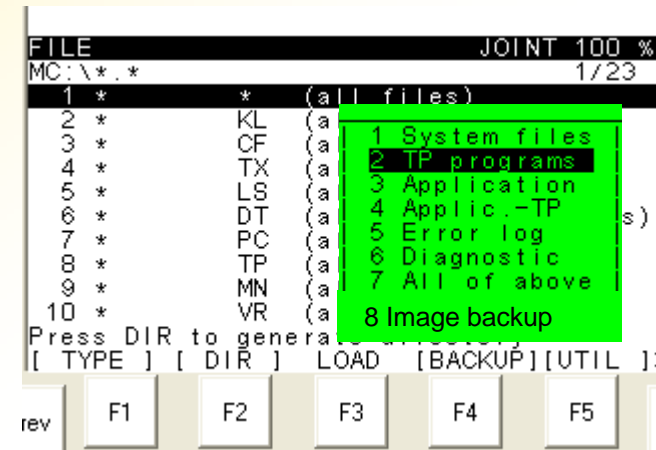 FILE JOINT 100 %
MC:\*.* 1/23
1 * * (all files)
2 * KL (a
3 * CF (a
4 * TX (a
5 * LS (a
6 * DT (a s)
7 * PC (a
8 * TP (a
9 * MN (a
10 * VR (a
1 System files
2 TP programs
3 Application
4 Applic.-TP
5 Error log
6 Diagnostic
7 All of above
8 Image backup
Press DIR to generate directory
[ TYPE ] [ DIR ] LOAD [BACKUP][UTIL ]>
rev F1 F2 F3 F4 F5